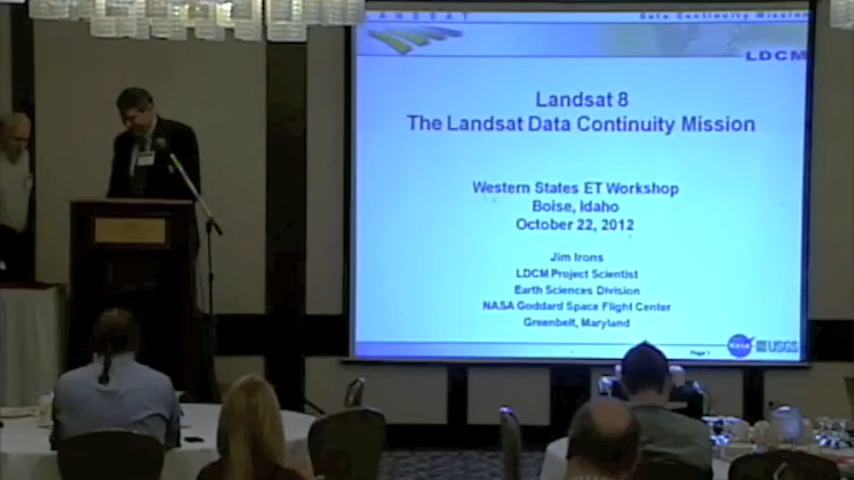 LANDSAT
Data Continuity Mission
LDCM
Landsat 8
The Landsat Data Continuity Mission
Western States ET Workshop
Boise, Idaho
October 22, 2012
Jim Irons
LDCM Project Scientist
Earth Sciences Division
NASA Goddard Space Flight Center
Greenbelt, Maryland
Page 1
NASA
USGS